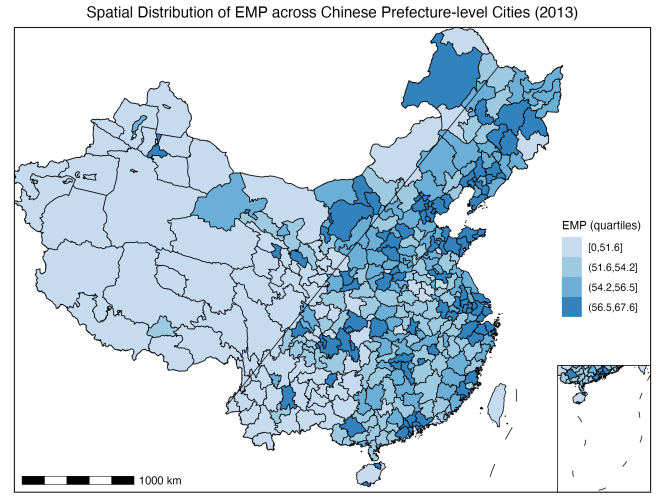 Spatial Distribution of EMP across Chinese Prefecture-level Cities (2013)
EMP (quartiles)
[0,51.6]
(51.6,54.2]
(54.2,56.5]
(56.5,67.6]
1000 km